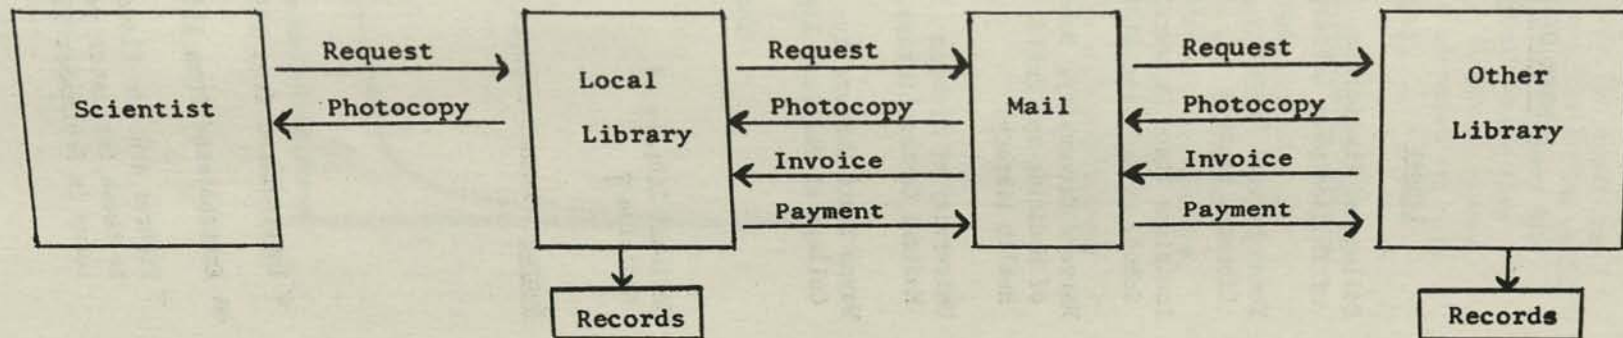 Request
Request
Request
Scientist
Photocopy
Local
Library
Photocopy
Mail
Photocopy
Other
Library
Invoice
Invoice
Payment
Payment
Records
Records